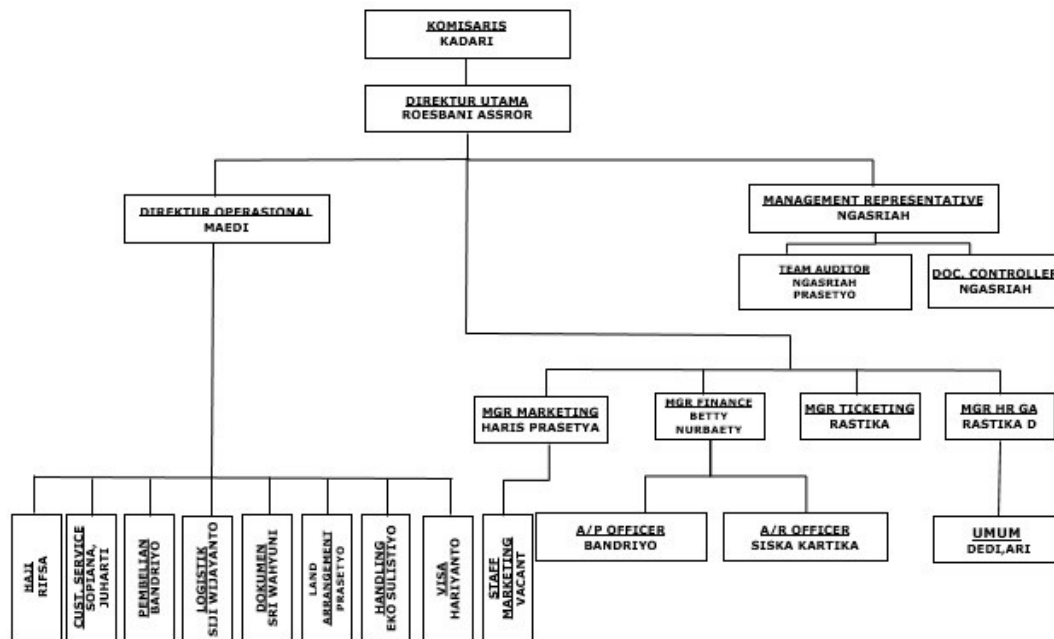 KOMISARIS
KADARI
DIREKTUR UTAMA
ROESBANI ASSROR
DIREKTUR OPERASIONAL
MAEDI
MANAGEMENT REPRESENTATIVE
NGASRIAH
TEAM AUDITOR
NGASRIAH
PRASETYO
DOC. CONTROLLER
NGASRIAH
MGR MARKETING
HARIS PRASETYA
MGR FINANCE
BETTY
NURBAETY
MGR TICKETING
RASTIKA
MGR HR GA
RASTIKA D
HAJI
RIFSA
CUST. SERVICE
SOPIANA,
JUHARTI
PEMBELIAN
BANDRIYO
LOGISTIK
SIJI WIJAYANTO
DOKUMEN
SRI WAHYUNI
LAND
ARRANGEMENT
PRASETYO
HANDLING
EKO SULISTIYO
VISA
HARIYANTO
STAFF
MARKETING
VACANT
A/P OFFICER
BANDRIYO
A/R OFFICER
SISKA KARTIKA
UMUM
DEDI,ARI